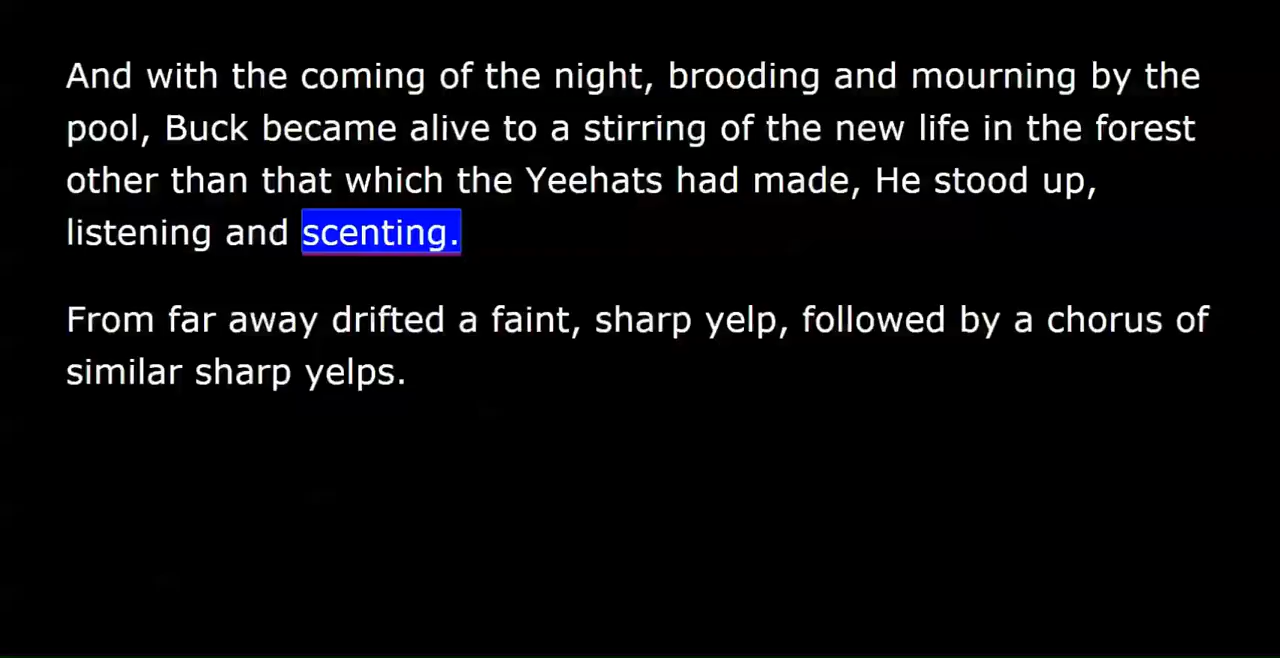 And with the coming of the night, brooding and mourning by the
pool, Buck became alive to a stirring of the new life in the forest
other than that which the Yeehats had made, He stood up,
listening and scenting.
From far away drifted a faint, sharp yelp, followed by a chorus of
similar sharp yelps.